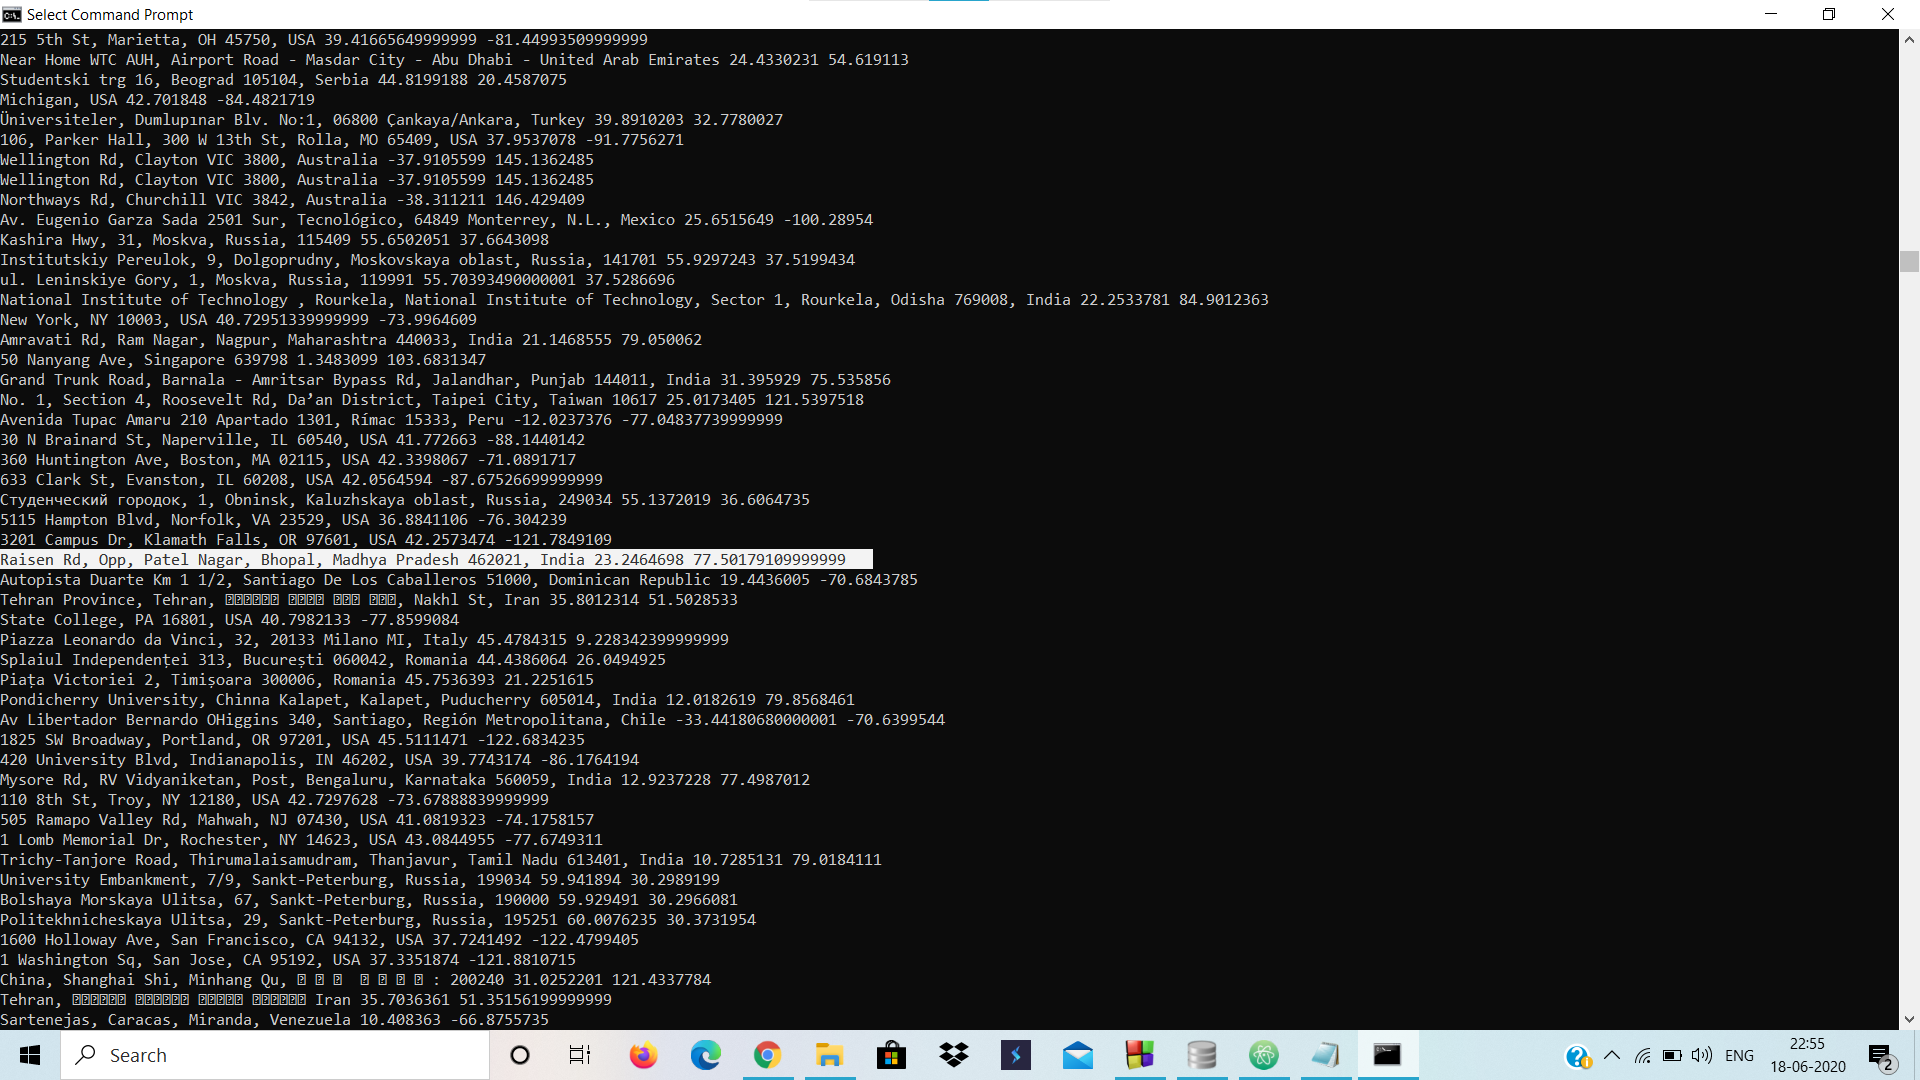 Select Command Prompt
215 5th St, Marietta, OH 45750, USA 39.41665649999999 -81.44993509999999
Near Home WTC AUH, Airport Road - Masdar City - Abu Dhabi - United Arab Emirates 24.4330231 54.619113
Studentski trg 16, Beograd 105104, Serbia 44.8199188 20.4587075
Michigan, USA 42.701848 -84.4821719
Üniversiteler, Dumlupınar Blv. No:1, 06800 Çankaya/Ankara, Turkey 39.8910203 32.7780027
106, Parker Hall, 300 W 13th St, Rolla, MO 65409, USA 37.9537078 -91.7756271
Wellington Rd, Clayton VIC 3800, Australia -37.9105599 145.1362485
Wellington Rd, Clayton VIC 3800, Australia -37.9105599 145.1362485
Northways Rd, Churchill VIC 3842, Australia -38.311211 146.429409
Av. Eugenio Garza Sada 2501 Sur, Tecnológico, 64849 Monterrey, N.L., Mexico 25.6515649 -100.28954
Kashira Hwy, 31, Moskva, Russia, 115409 55.6502051 37.6643098
Institutskiy Pereulok, 9, Dolgoprudny, Moskovskaya oblast, Russia, 141701 55.9297243 37.5199434
ul. Leninskiye Gory, 1, Moskva, Russia, 119991 55.70393490000001 37.5286696
National Institute of Technology , Rourkela, National Institute of Technology, Sector 1, Rourkela, Odisha 769008, India 22.2533781 84.9012363
New York, NY 10003, USA 40.72951339999999 -73.9964609
Amravati Rd, Ram Nagar, Nagpur, Maharashtra 440033, India 21.1468555 79.050062
50 Nanyang Ave, Singapore 639798 1.3483099 103.6831347
Grand Trunk Road, Barnala - Amritsar Bypass Rd, Jalandhar, Punjab 144011, India 31.395929 75.535856
No. 1, Section 4, Roosevelt Rd, Da’an District, Taipei City, Taiwan 10617 25.0173405 121.5397518
Avenida Tupac Amaru 210 Apartado 1301, Rímac 15333, Peru -12.0237376 -77.04837739999999
30 N Brainard St, Naperville, IL 60540, USA 41.772663 -88.1440142
360 Huntington Ave, Boston, MA 02115, USA 42.3398067 -71.0891717
633 Clark St, Evanston, IL 60208, USA 42.0564594 -87.67526699999999
Студенческий городок, 1, Obninsk, Kaluzhskaya oblast, Russia, 249034 55.1372019 36.6064735
5115 Hampton Blvd, Norfolk, VA 23529, USA 36.8841106 -76.304239
3201 Campus Dr, Klamath Falls, OR 97601, USA 42.2573474 -121.7849109
Raisen Rd, Opp, Patel Nagar, Bhopal, Madhya Pradesh 462021, India 23.2464698 77.50179109999999
Autopista Duarte Km 1 1/2, Santiago De Los Caballeros 51000, Dominican Republic 19.4436005 -70.6843785
Tehran Province, Tehran, , Nakhl St, Iran 35.8012314 51.5028533
State College, PA 16801, USA 40.7982133 -77.8599084
Piazza Leonardo da Vinci, 32, 20133 Milano MI, Italy 45.4784315 9.228342399999999
Splaiul Independenței 313, București 060042, Romania 44.4386064 26.0494925
Piața Victoriei 2, Timișoara 300006, Romania 45.7536393 21.2251615
Pondicherry University, Chinna Kalapet, Kalapet, Puducherry 605014, India 12.0182619 79.8568461
Av Libertador Bernardo OHiggins 340, Santiago, Región Metropolitana, Chile -33.44180680000001 -70.6399544
1825 SW Broadway, Portland, OR 97201, USA 45.5111471 -122.6834235
420 University Blvd, Indianapolis, IN 46202, USA 39.7743174 -86.1764194
Mysore Rd, RV Vidyaniketan, Post, Bengaluru, Karnataka 560059, India 12.9237228 77.4987012
110 8th St, Troy, NY 12180, USA 42.7297628 -73.67888839999999
505 Ramapo Valley Rd, Mahwah, NJ 07430, USA 41.0819323 -74.1758157
1 Lomb Memorial Dr, Rochester, NY 14623, USA 43.0844955 -77.6749311
Trichy-Tanjore Road, Thirumalaisamudram, Thanjavur, Tamil Nadu 613401, India 10.7285131 79.0184111
University Embankment, 7/9, Sankt-Peterburg, Russia, 199034 59.941894 30.2989199
Bolshaya Morskaya Ulitsa, 67, Sankt-Peterburg, Russia, 190000 59.929491 30.2966081
Politekhnicheskaya Ulitsa, 29, Sankt-Peterburg, Russia, 195251 60.0076235 30.3731954
1600 Holloway Ave, San Francisco, CA 94132, USA 37.7241492 -122.4799405
1 Washington Sq, San Jose, CA 95192, USA 37.3351874 -121.8810715
China, Shanghai Shi, Minhang Qu, : 200240 31.0252201 121.4337784
Tehran, Iran 35.7036361 51.35156199999999
Sartenejas, Caracas, Miranda, Venezuela 10.408363 -66.8755735
Search
ENG
22:55
18-06-2020
2